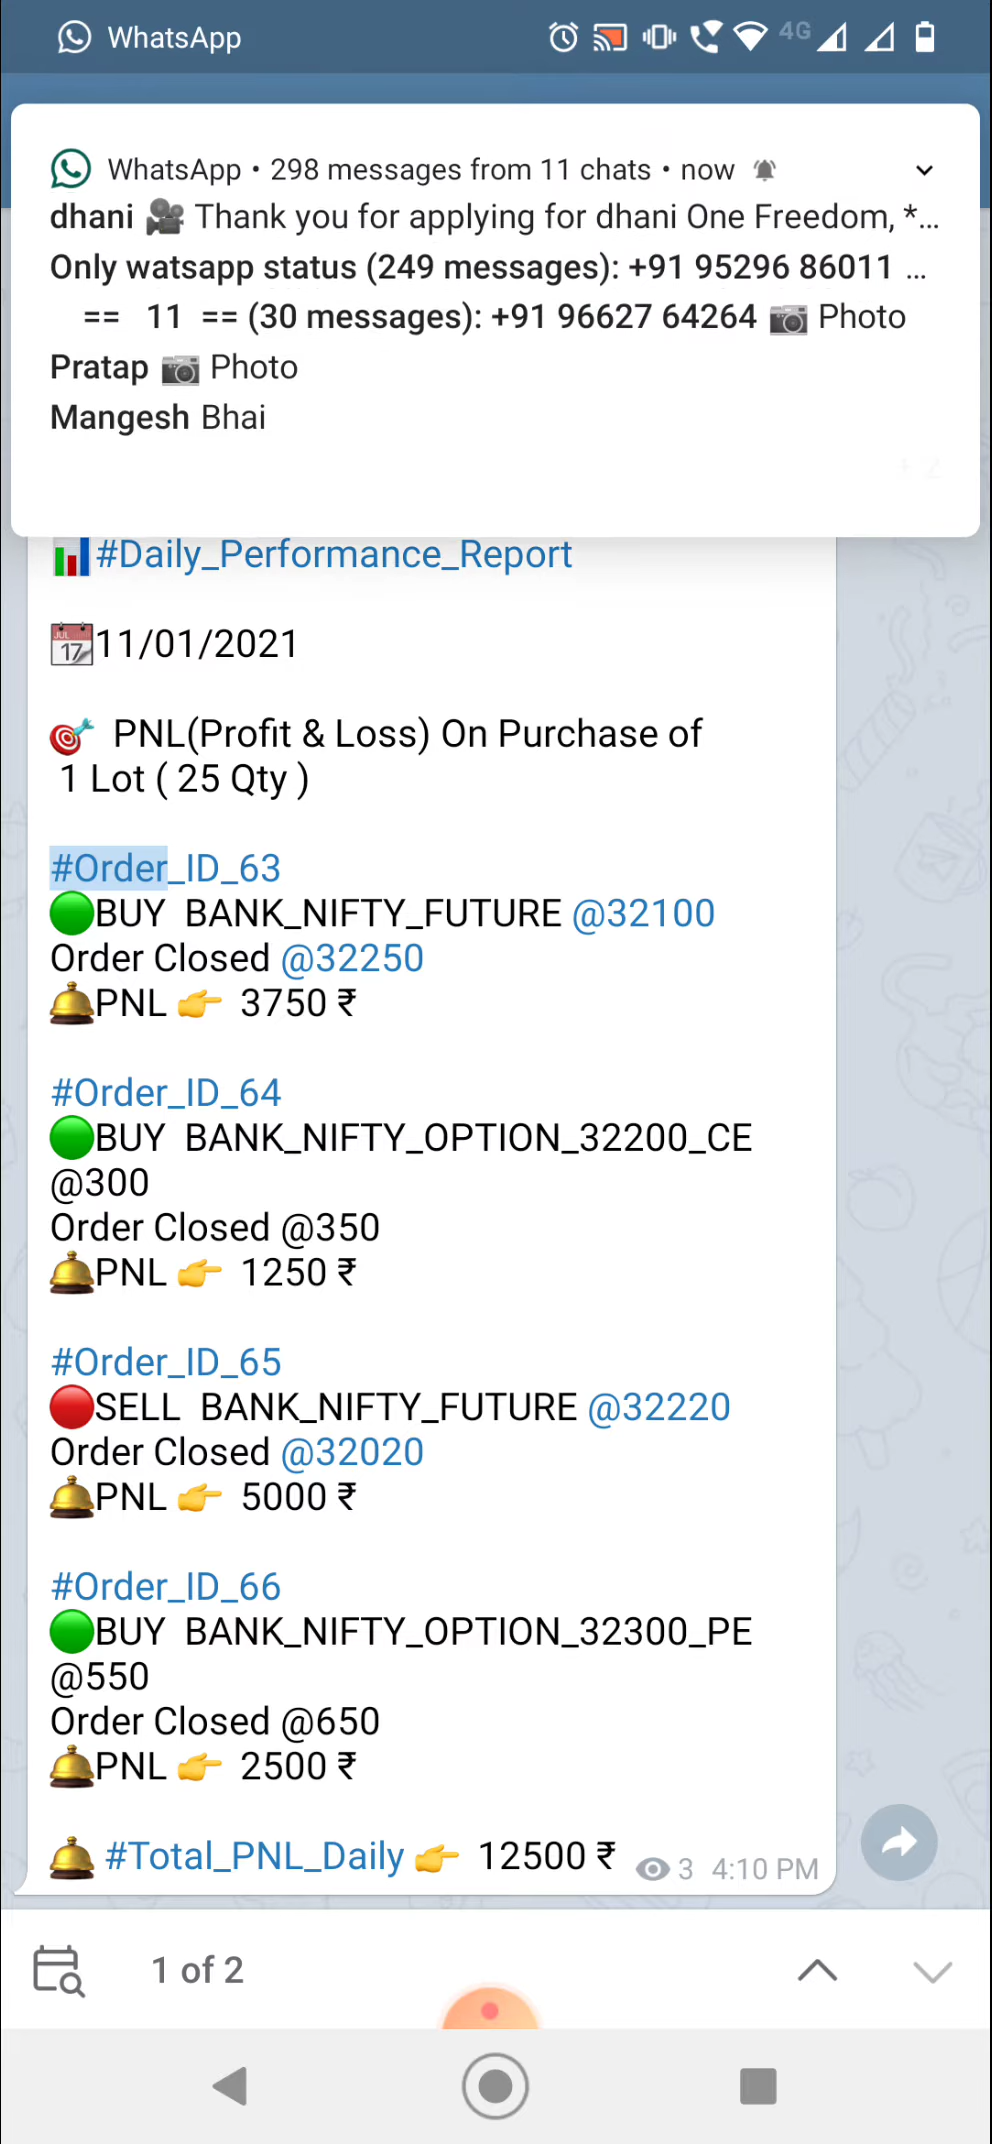 WhatsApp
4G
WhatsApp • 298 messages from 11 chats • now
dhani 🎥 Thank you for applying for dhani One Freedom, *...
Only watsapp status (249 messages): +91 95296 86011 ...
== 11 == (30 messages): +91 96627 64264 📷 Photo
Pratap 📷 Photo
Mangesh Bhai
+ 2
📊#Daily_Performance_Report
📆11/01/2021
🎯 PNL(Profit & Loss) On Purchase of
1 Lot ( 25 Qty )
#Order_ID_63
🟢BUY BANK_NIFTY_FUTURE @32100
Order Closed @32250
🛎PNL 👉 3750 ₹
#Order_ID_64
🟢BUY BANK_NIFTY_OPTION_32200_CE
@300
Order Closed @350
🛎PNL 👉 1250 ₹
#Order_ID_65
🔴SELL BANK_NIFTY_FUTURE @32220
Order Closed @32020
🛎PNL 👉 5000 ₹
#Order_ID_66
🟢BUY BANK_NIFTY_OPTION_32300_PE
@550
Order Closed @650
🛎PNL 👉 2500 ₹
🛎 #Total_PNL_Daily 👉 12500 ₹ 3 4:10 PM
1 of 2